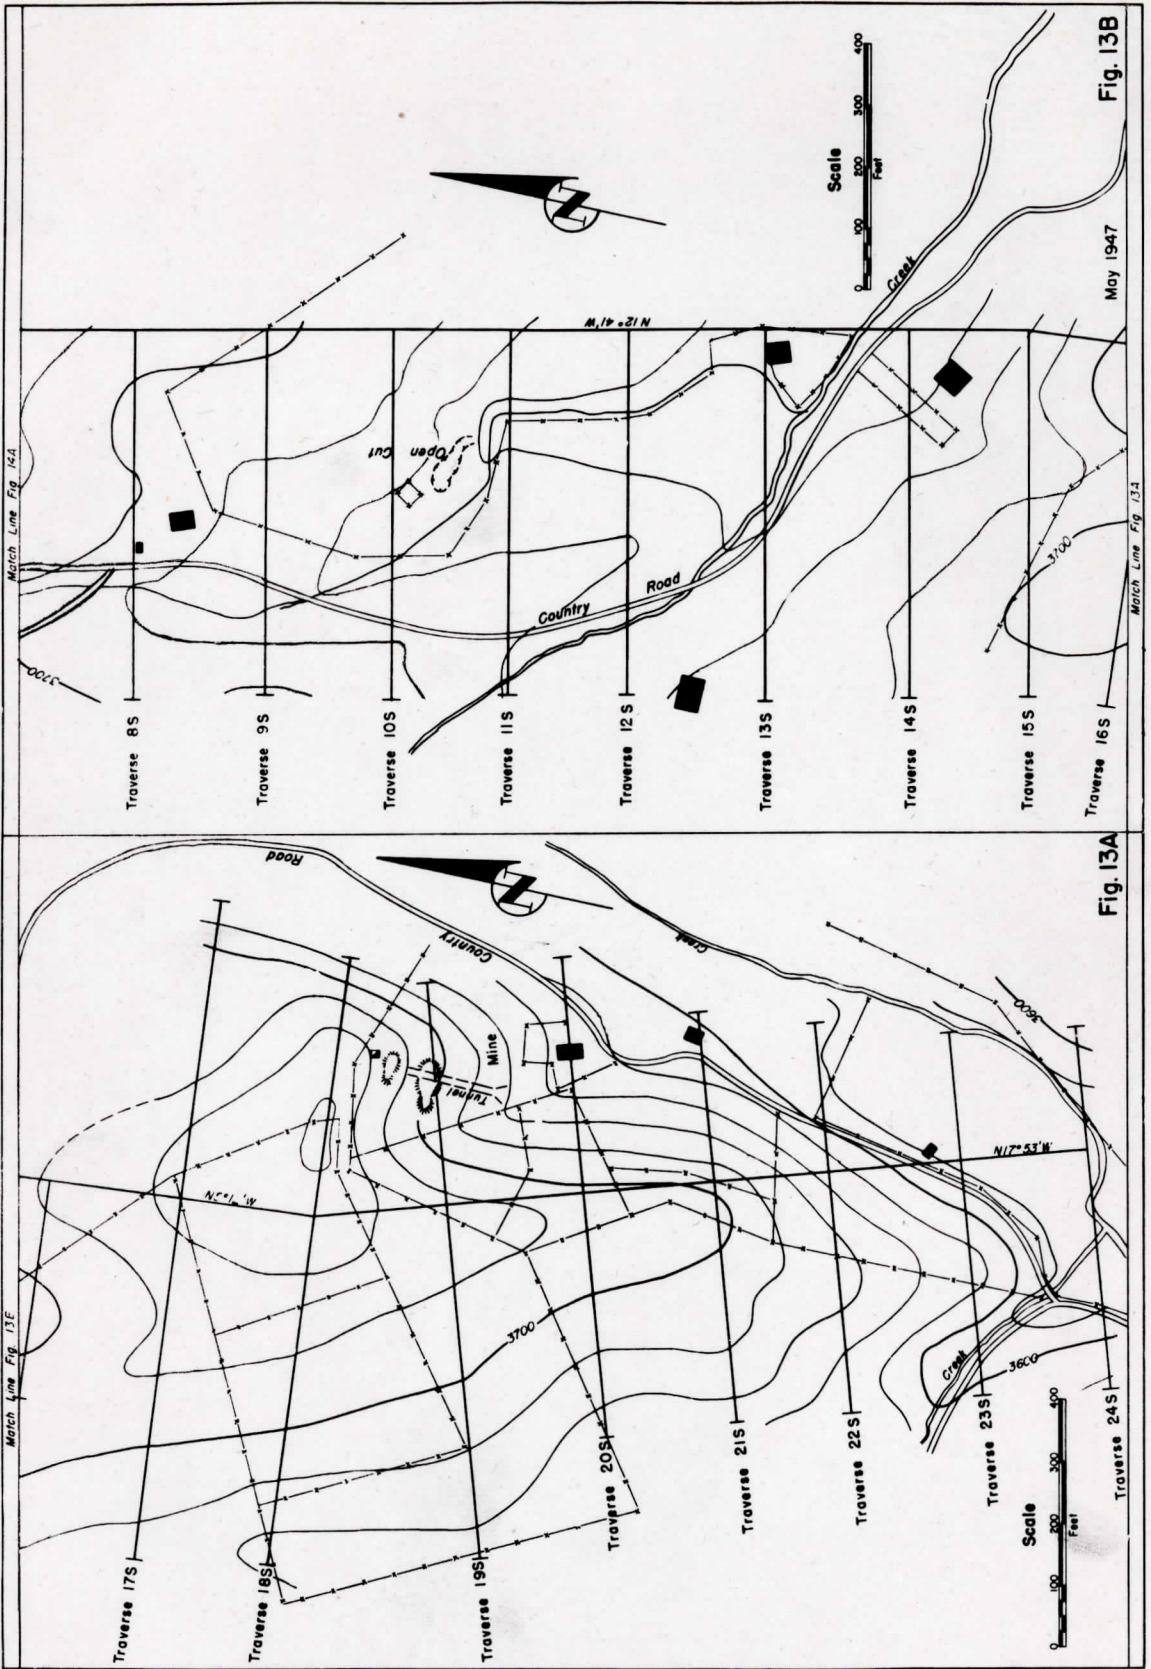 Match Line Fig 14A
3700
Traverse 8S
Traverse 9S
Traverse 10S
Traverse 11S
Traverse 12S
Traverse 13S
Traverse 14S
Traverse 15S
Traverse 16S
Open Cut
Country Road
N 12° 41' W
N
Scale
0 100 200 300 400
Feet
Creek
3700
May 1947
Fig. 13B
Match Line Fig 13A
Match Line Fig. 13E
Traverse 17S
Traverse 18S
Traverse 19S
Traverse 20S
Traverse 21S
Traverse 22S
Traverse 23S
Traverse 24S
Road
Country
N
Creek
Mine
Tunnel
3700
N17°53'W.
3600
Creek
3600
Scale
0 100 200 300 400
Feet
Fig. 13A